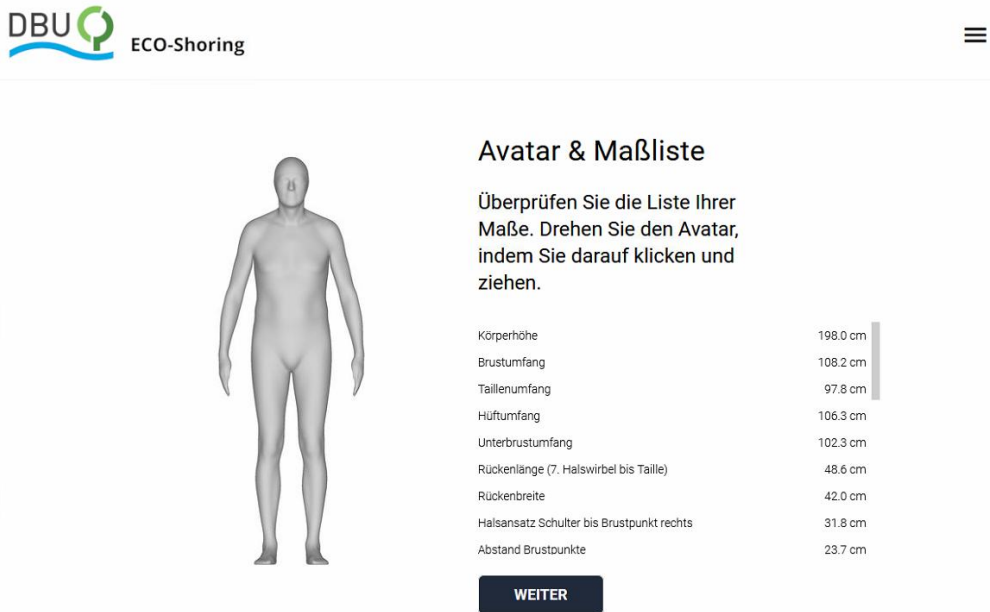 DBU
ECO-Shoring
Avatar & Maßliste
Überprüfen Sie die Liste Ihrer
Maße. Drehen Sie den Avatar,
indem Sie darauf klicken und
ziehen.
Körperhöhe 198.0 cm
Brustumfang 108.2 cm
Taillenumfang 97.8 cm
Hüftumfang 106.3 cm
Unterbrustumfang 102.3 cm
Rückenlänge (7. Halswirbel bis Taille) 48.6 cm
Rückenbreite 42.0 cm
Halsansatz Schulter bis Brustpunkt rechts 31.8 cm
Abstand Brustpunkte 23.7 cm
WEITER